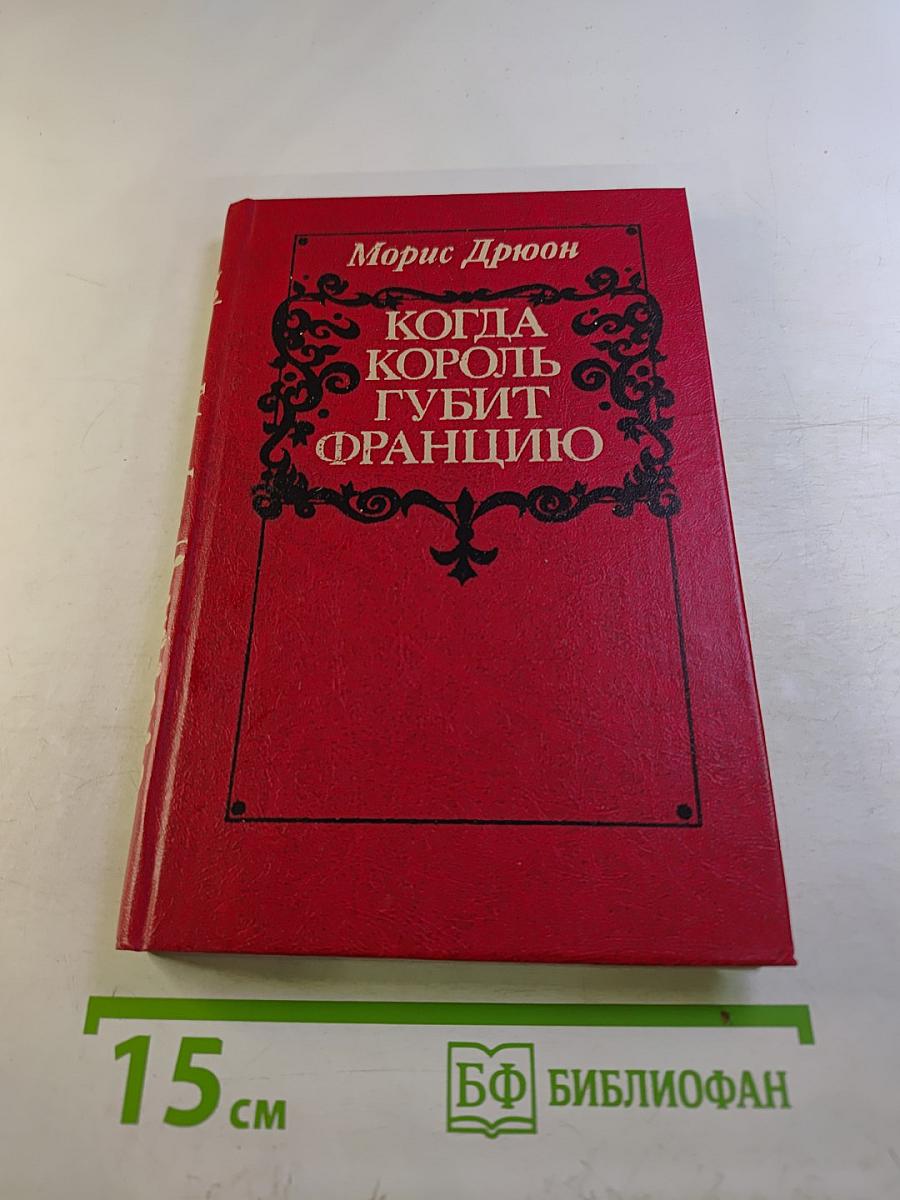 Морис Дрюон
КОГДА
КОРОЛЬ
ГУБИТ
ФРАНЦИЮ
15 см
БФ БИБЛИОФАН